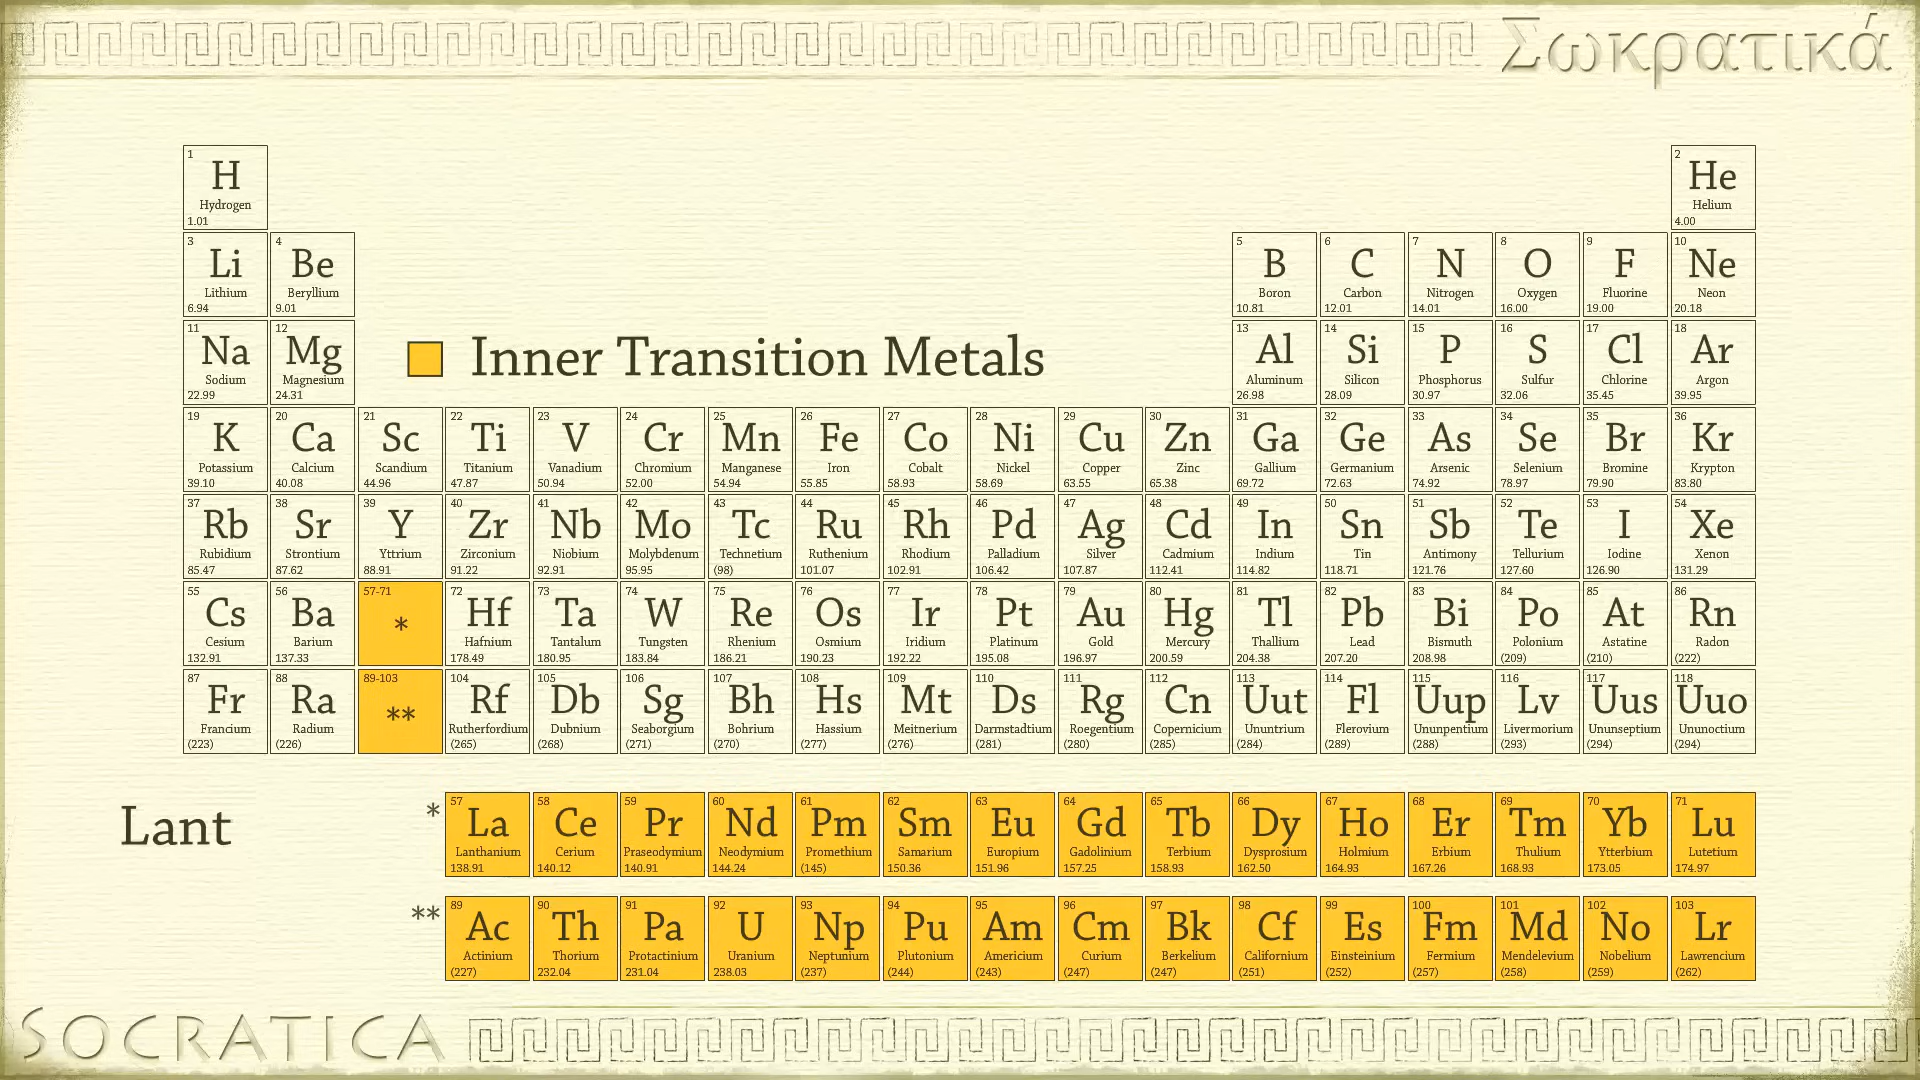 Σωκρατικά
1 2
H He
Hydrogen Helium
1.01 4.00
3 4 5 6 7 8 9 10
Li Be B C N O F Ne
Lithium Beryllium Boron Carbon Nitrogen Oxygen Fluorine Neon
6.94 9.01 10.81 12.01 14.01 16.00 19.00 20.18
11 12 13 14 15 16 17 18
Na Mg Inner Transition Metals Al Si P S Cl Ar
Sodium Magnesium Aluminum Silicon Phosphorus Sulfur Chlorine Argon
22.99 24.31 26.98 28.09 30.97 32.06 35.45 39.95
19 20 21 22 23 24 25 26 27 28 29 30 31 32 33 34 35 36
K Ca Sc Ti V Cr Mn Fe Co Ni Cu Zn Ga Ge As Se Br Kr
Potassium Calcium Scandium Titanium Vanadium Chromium Manganese Iron Cobalt Nickel Copper Zinc Gallium Germanium Arsenic Selenium Bromine Krypton
39.10 40.08 44.96 47.87 50.94 52.00 54.94 55.85 58.93 58.69 63.55 65.38 69.72 72.63 74.92 78.97 79.90 83.80
37 38 39 40 41 42 43 44 45 46 47 48 49 50 51 52 53 54
Rb Sr Y Zr Nb Mo Tc Ru Rh Pd Ag Cd In Sn Sb Te I Xe
Rubidium Strontium Yttrium Zirconium Niobium Molybdenum Technetium Ruthenium Rhodium Palladium Silver Cadmium Indium Tin Antimony Tellurium Iodine Xenon
85.47 87.62 88.91 91.22 92.91 95.95 (98) 101.07 102.91 106.42 107.87 112.41 114.82 118.71 121.76 127.60 126.90 131.29
55 56 57-71 72 73 74 75 76 77 78 79 80 81 82 83 84 85 86
Cs Ba * Hf Ta W Re Os Ir Pt Au Hg Tl Pb Bi Po At Rn
Cesium Barium Hafnium Tantalum Tungsten Rhenium Osmium Iridium Platinum Gold Mercury Thallium Lead Bismuth Polonium Astatine Radon
132.91 137.33 178.49 180.95 183.84 186.21 190.23 192.22 195.08 196.97 200.59 204.38 207.20 208.98 (209) (210) (222)
87 88 89-103 104 105 106 107 108 109 110 111 112 113 114 115 116 117 118
Fr Ra ** Rf Db Sg Bh Hs Mt Ds Rg Cn Uut Fl Uup Lv Uus Uuo
Francium Radium Rutherfordium Dubnium Seaborgium Bohrium Hassium Meitnerium Darmstadtium Roegentium Copernicium Ununtrium Flerovium Ununpentium Livermorium Ununseptium Ununoctium
(223) (226) (265) (268) (271) (270) (277) (276) (281) (280) (285) (284) (289) (288) (293) (294) (294)
57 58 59 60 61 62 63 64 65 66 67 68 69 70 71
Lant * La Ce Pr Nd Pm Sm Eu Gd Tb Dy Ho Er Tm Yb Lu
Lanthanium Cerium Praseodymium Neodymium Promethium Samarium Europium Gadolinium Terbium Dysprosium Holmium Erbium Thulium Ytterbium Lutetium
138.91 140.12 140.91 144.24 (145) 150.36 151.96 157.25 158.93 162.50 164.93 167.26 168.93 173.05 174.97
89 90 91 92 93 94 95 96 97 98 99 100 101 102 103
** Ac Th Pa U Np Pu Am Cm Bk Cf Es Fm Md No Lr
Actinium Thorium Protactinium Uranium Neptunium Plutonium Americium Curium Berkelium Californium Einsteinium Fermium Mendelevium Nobelium Lawrencium
(227) 232.04 231.04 238.03 (237) (244) (243) (247) (247) (251) (252) (257) (258) (259) (262)
SOCRATICA